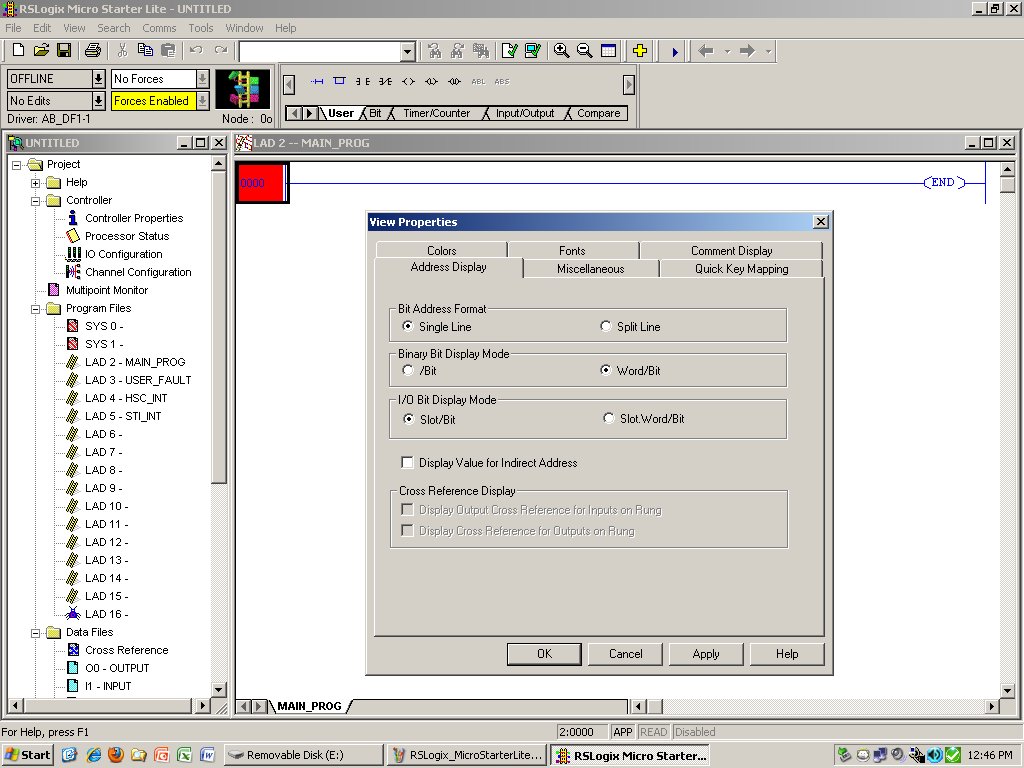 RSLogix Micro Starter Lite - UNTITLED
File Edit View Search Comms Tools Window Help
OFFLINE No Forces
No Edits Forces Enabled
Driver: AB_DF1-1 Node : 0o
ABL ABS
User Bit Timer/Counter Input/Output Compare
UNTITLED
Project
Help
Controller
Controller Properties
Processor Status
IO Configuration
Channel Configuration
Multipoint Monitor
Program Files
SYS 0 -
SYS 1 -
LAD 2 - MAIN_PROG
LAD 3 - USER_FAULT
LAD 4 - HSC_INT
LAD 5 - STI_INT
LAD 6 -
LAD 7 -
LAD 8 -
LAD 9 -
LAD 10 -
LAD 11 -
LAD 12 -
LAD 13 -
LAD 14 -
LAD 15 -
LAD 16 -
Data Files
Cross Reference
O0 - OUTPUT
I1 - INPUT
LAD 2 -- MAIN_PROG
0000
END
View Properties
Colors Fonts Comment Display
Address Display Miscellaneous Quick Key Mapping
Bit Address Format
Single Line Split Line
Binary Bit Display Mode
/Bit Word/Bit
I/O Bit Display Mode
Slot/Bit Slot.Word/Bit
Display Value for Indirect Address
Cross Reference Display
Display Output Cross Reference for Inputs on Rung
Display Cross Reference for Outputs on Rung
OK Cancel Apply Help
MAIN_PROG
For Help, press F1 2:0000 APP READ Disabled
Start Removable Disk (E:) RSLogix_MicroStarterLite... RSLogix Micro Starter... 12:46 PM